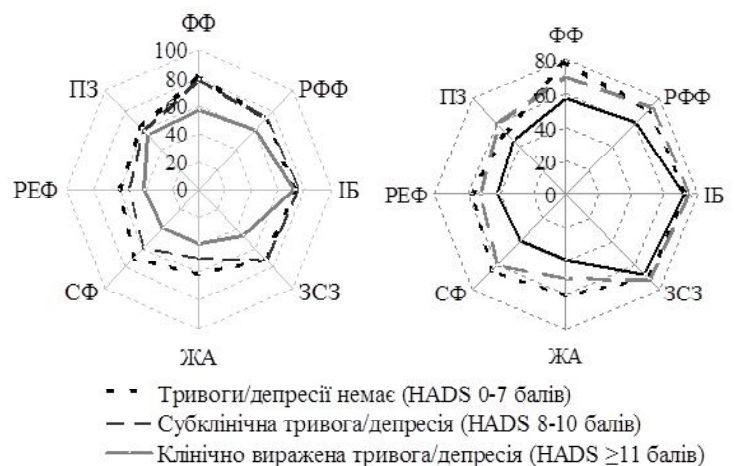 ФФ
100
80
60
40
20
0
ПЗ
РФФ
РЕФ
ІБ
СФ
ЗСЗ
ЖА
ФФ
80
60
40
20
0
ПЗ
РФФ
РЕФ
ІБ
СФ
ЗСЗ
ЖА
Тривоги/депресії немає (HADS 0-7 балів)
Субклінічна тривога/депресія (HADS 8-10 балів)
Клінічно виражена тривога/депресія (HADS ≥11 балів)